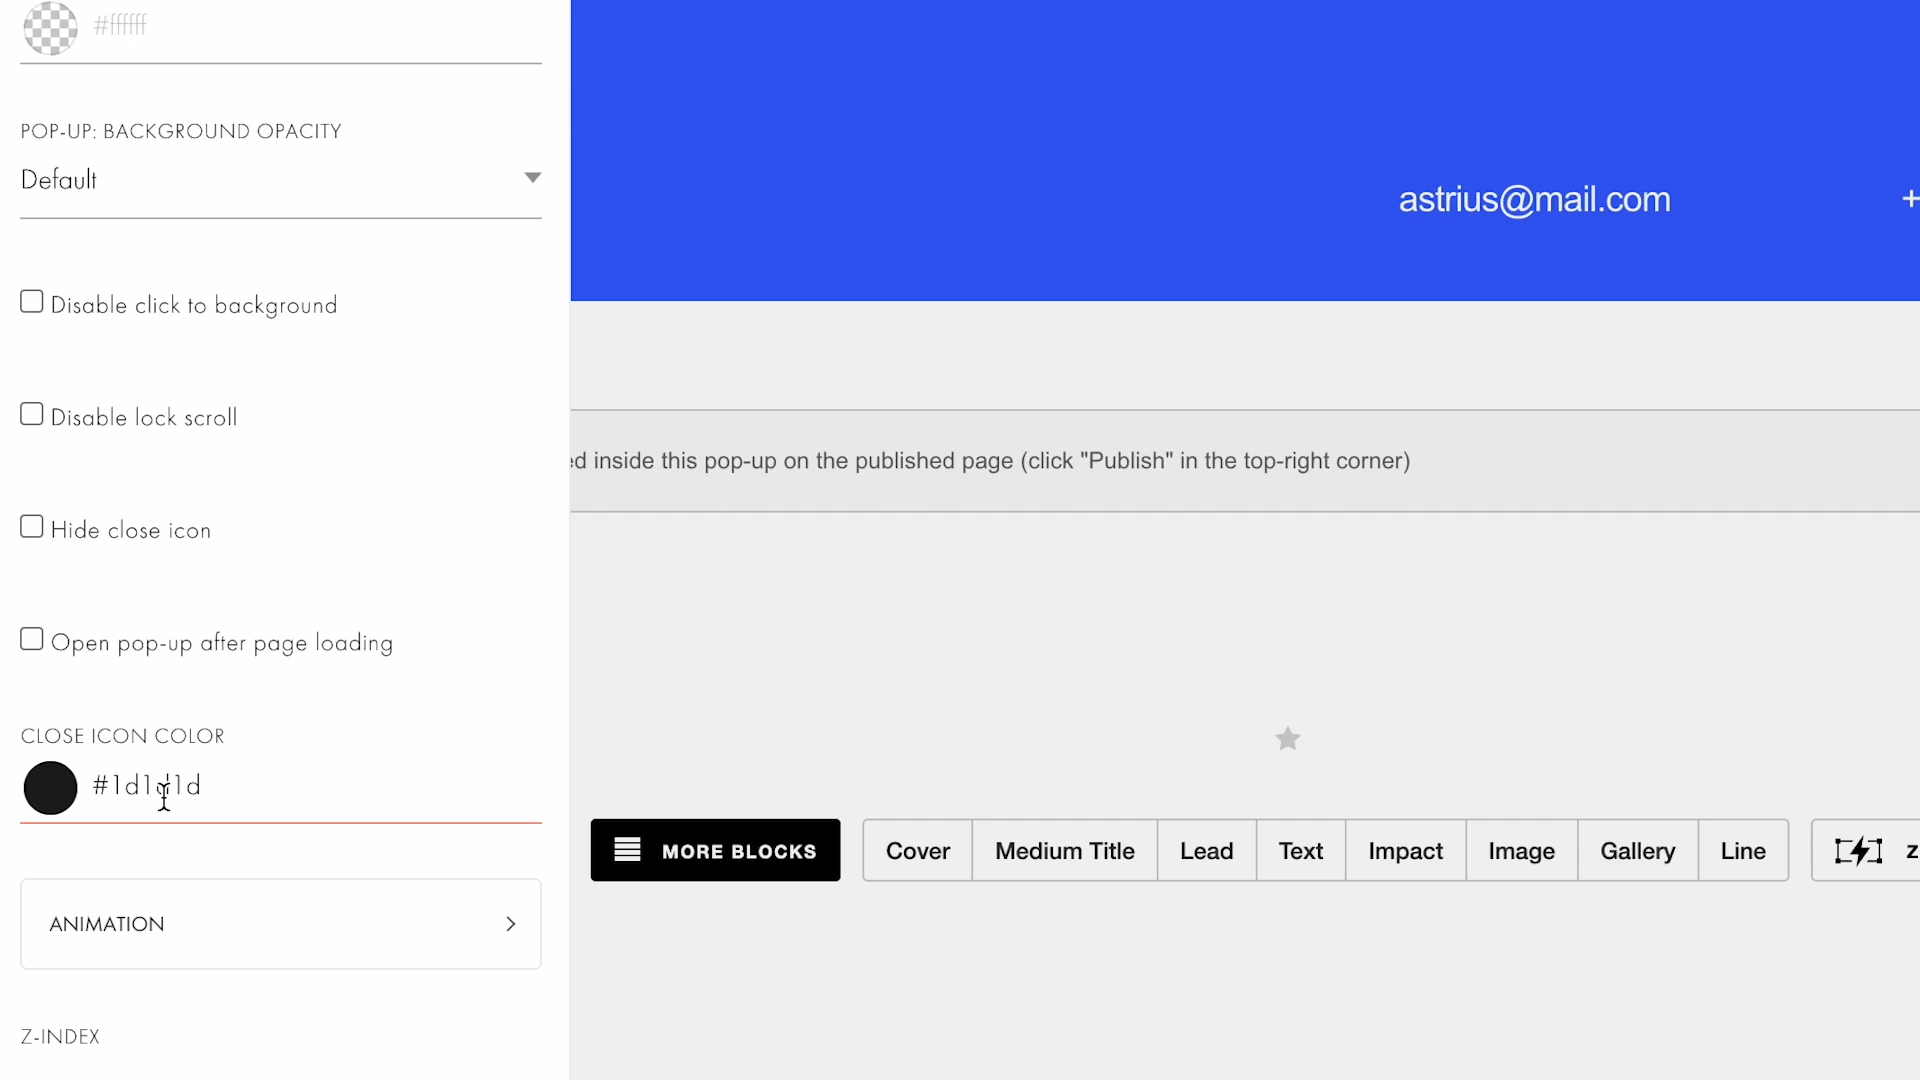 #ffffff
POP-UP: BACKGROUND OPACITY
Default
Disable click to background
Disable lock scroll
Hide close icon
Open pop-up after page loading
CLOSE ICON COLOR
#1d1d1d
ANIMATION
Z-INDEX
astrius@mail.com +
ed inside this pop-up on the published page (click "Publish" in the top-right corner)
MORE BLOCKS Cover Medium Title Lead Text Impact Image Gallery Line Z